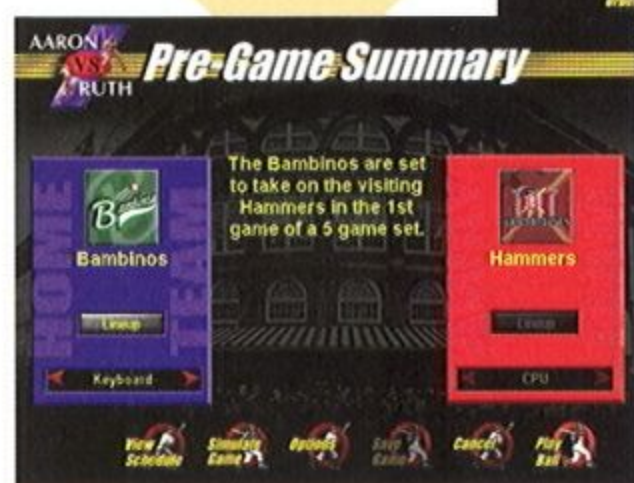 AARON
VS
RUTH
Pre-Game Summary
HOME
TEAM
Bambinos
Lineup
Keyboard
The Bambinos are set
to take on the visiting
Hammers in the 1st
game of a 5 game set.
Hammers
Lineup
CPU
View
Schedule
Simulate
Game
Options
Save
Game
Cancel
Play
Ball